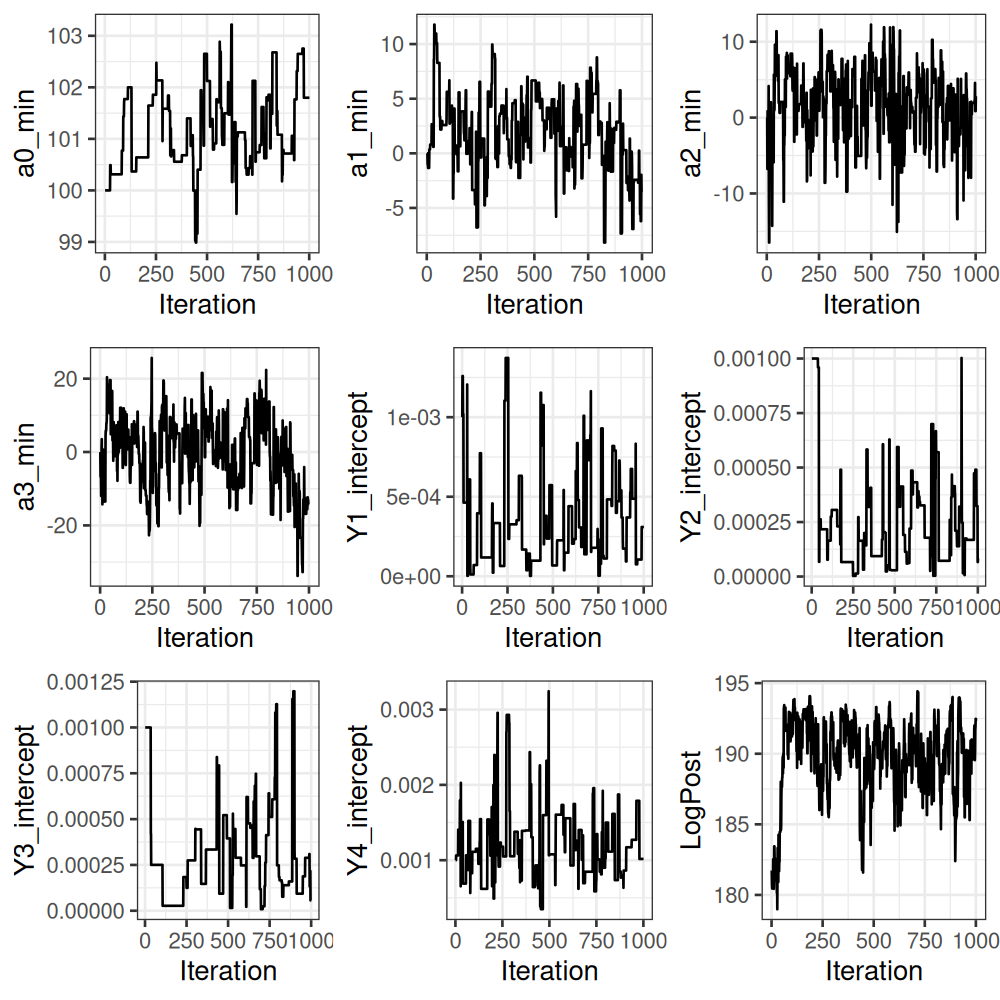 a0_min
103
102
101
100
99
0 250 500 750 1000
Iteration
a1_min
10
5
0
-5
0 250 500 750 1000
Iteration
a2_min
10
0
-10
0 250 500 750 1000
Iteration
a3_min
20
0
-20
0 250 500 750 1000
Iteration
Y1_intercept
1e-03
5e-04
0e+00
0 250 500 750 1000
Iteration
Y2_intercept
0.00100
0.00075
0.00050
0.00025
0.00000
0 250 500 750 1000
Iteration
Y3_intercept
0.00125
0.00100
0.00075
0.00050
0.00025
0.00000
0 250 500 750 1000
Iteration
Y4_intercept
0.003
0.002
0.001
0 250 500 750 1000
Iteration
LogPost
195
190
185
180
0 250 500 750 1000
Iteration